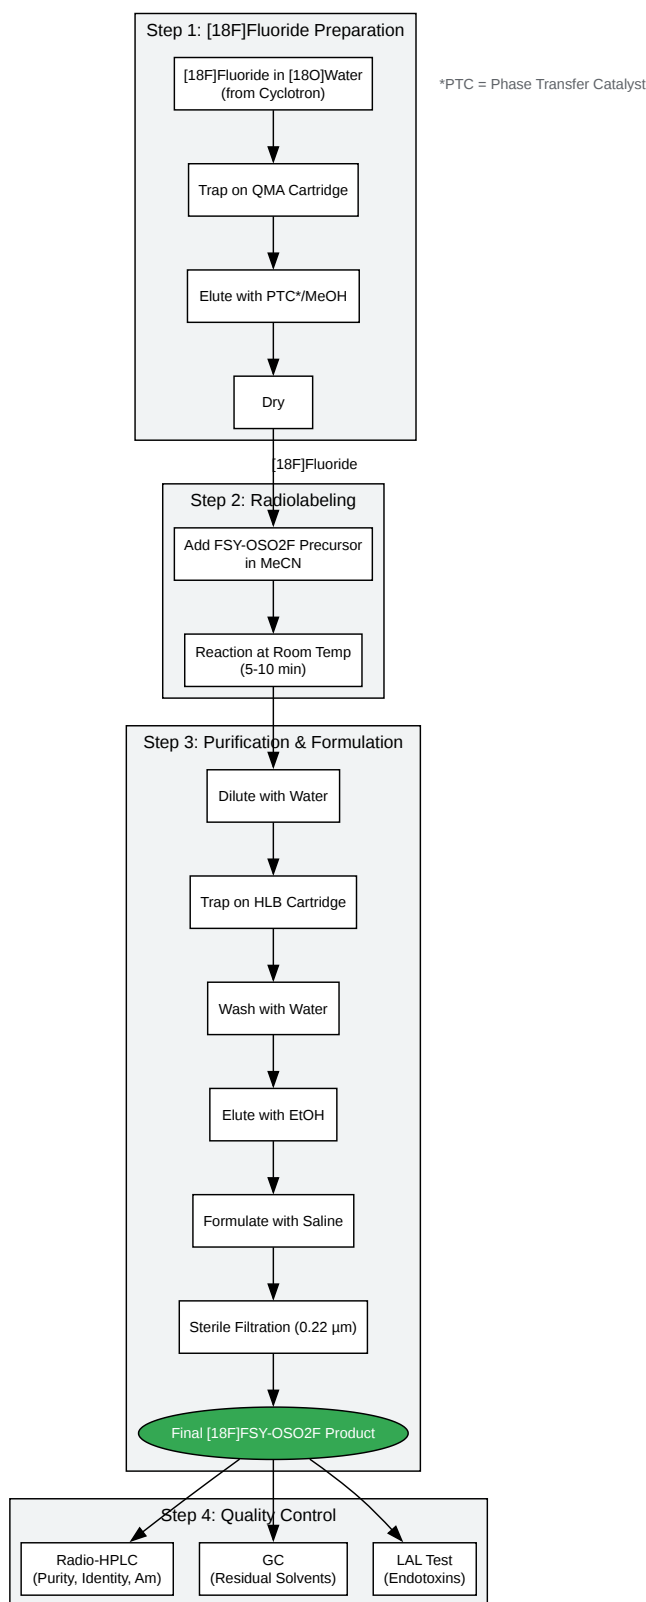 Step 1: [18F]Fluoride Preparation
[18F]Fluoride in [18O]Water
(from Cyclotron)
*PTC = Phase Transfer Catalyst
Trap on QMA Cartridge
Elute with PTC*/MeOH
Dry
[18F]Fluoride
Step 2: Radiolabeling
Add FSY-OSO2F Precursor
in MeCN
Reaction at Room Temp
(5-10 min)
Step 3: Purification & Formulation
Dilute with Water
Trap on HLB Cartridge
Wash with Water
Elute with EtOH
Formulate with Saline
Sterile Filtration (0.22 µm)
Final [18F]FSY-OSO2F Product
Step 4: Quality Control
Radio-HPLC
(Purity, Identity, Am)
GC
(Residual Solvents)
LAL Test
(Endotoxins)